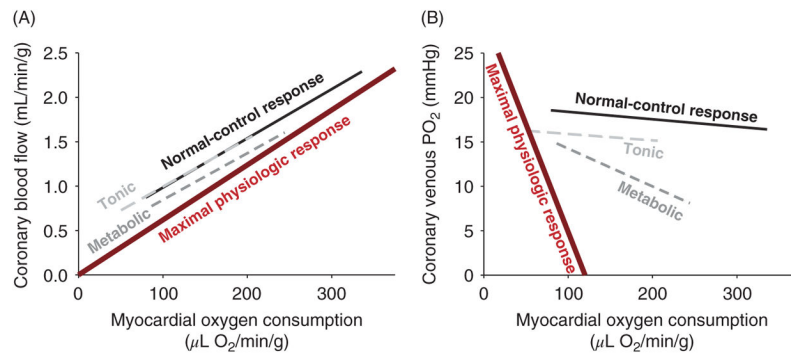 (A)
Coronary blood flow (mL/min/g)
2.5
2.0
1.5
1.0
0.5
0.0
Normal-control response
Tonic
Metabolic
Maximal physiologic response
0
100
200
300
Myocardial oxygen consumption
(μL O₂/min/g)
(B)
Coronary venous PO₂ (mmHg)
25
20
15
10
5
0
Maximal physiologic response
Normal-control response
Tonic
Metabolic
0
100
200
300
Myocardial oxygen consumption
(μL O₂/min/g)